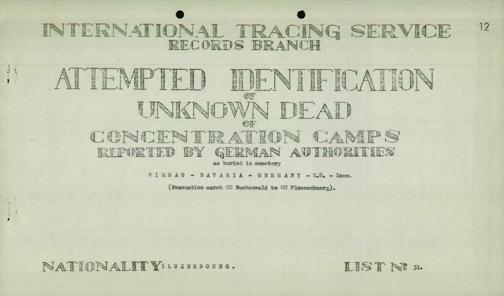 12
INTERNATIONAL TRACING SERVICE
RECORDS BRANCH
ATTEMPTED IDENTIFICATION
OF
UNKNOWN DEAD
OF
CONCENTRATION CAMPS
REPORTED BY GERMAN AUTHORITIES
as buried in cemetery
WIESAU - BAVARIA - GERMANY - U.S. - Zone.
(Evacuation march CC Buchenwald to CC Flossenbuerg).
NATIONALITY: LUXEMBOURG. LIST Nº 31.